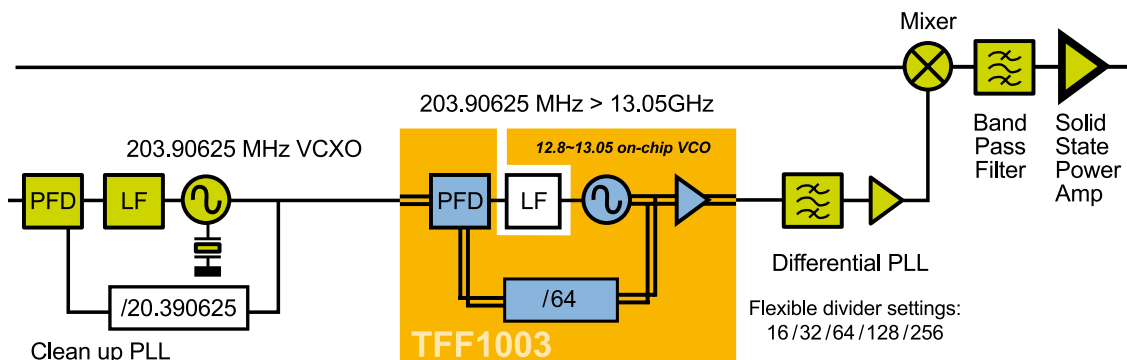 Mixer
203.90625 MHz > 13.05GHz
203.90625 MHz VCXO
12.8~13.05 on-chip VCO
Band
Pass
Filter
Solid
State
Power
Amp
PFD
LF
PFD
LF
Differential PLL
/20.390625
/64
Flexible divider settings:
16/32/64/128/256
Clean up PLL
TFF1003